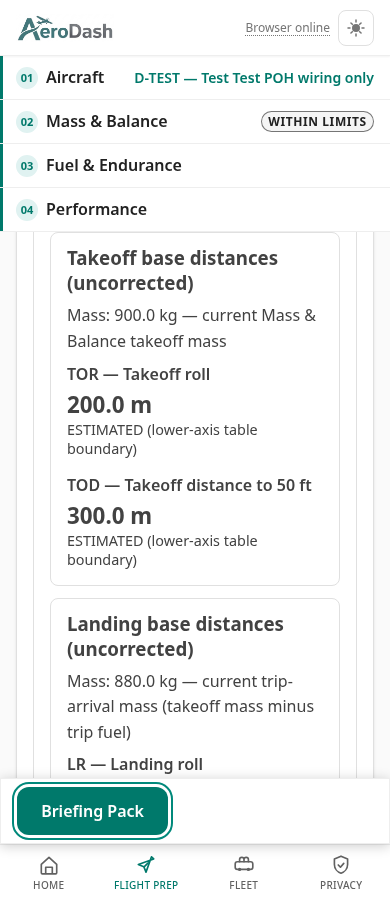 AeroDash
Browser online
01 Aircraft D-TEST — Test Test POH wiring only
02 Mass & Balance WITHIN LIMITS
03 Fuel & Endurance
04 Performance
Takeoff base distances
(uncorrected)
Mass: 900.0 kg — current Mass &
Balance takeoff mass
TOR — Takeoff roll
200.0 m
ESTIMATED (lower-axis table
boundary)
TOD — Takeoff distance to 50 ft
300.0 m
ESTIMATED (lower-axis table
boundary)
Landing base distances
(uncorrected)
Mass: 880.0 kg — current trip-
arrival mass (takeoff mass minus
trip fuel)
LR — Landing roll
Briefing Pack
HOME FLIGHT PREP FLEET PRIVACY